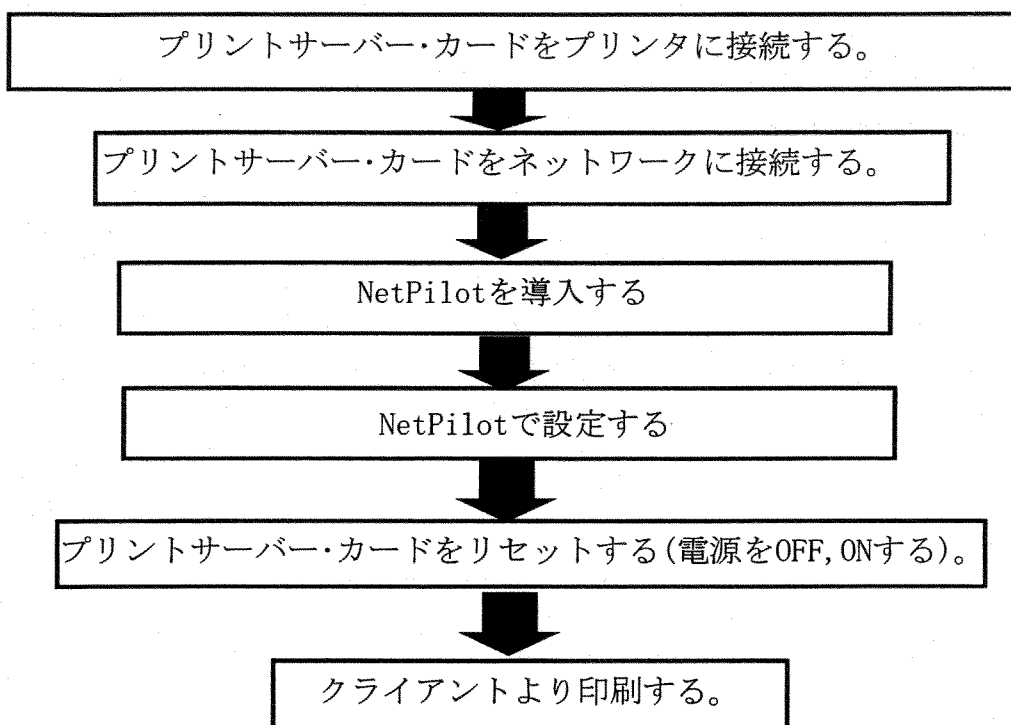 プリントサーバー・カードをプリンタに接続する。
プリントサーバー・カードをネットワークに接続する。
NetPilotを導入する
NetPilotで設定する
プリントサーバー・カードをリセットする(電源をOFF,ONする)。
クライアントより印刷する。